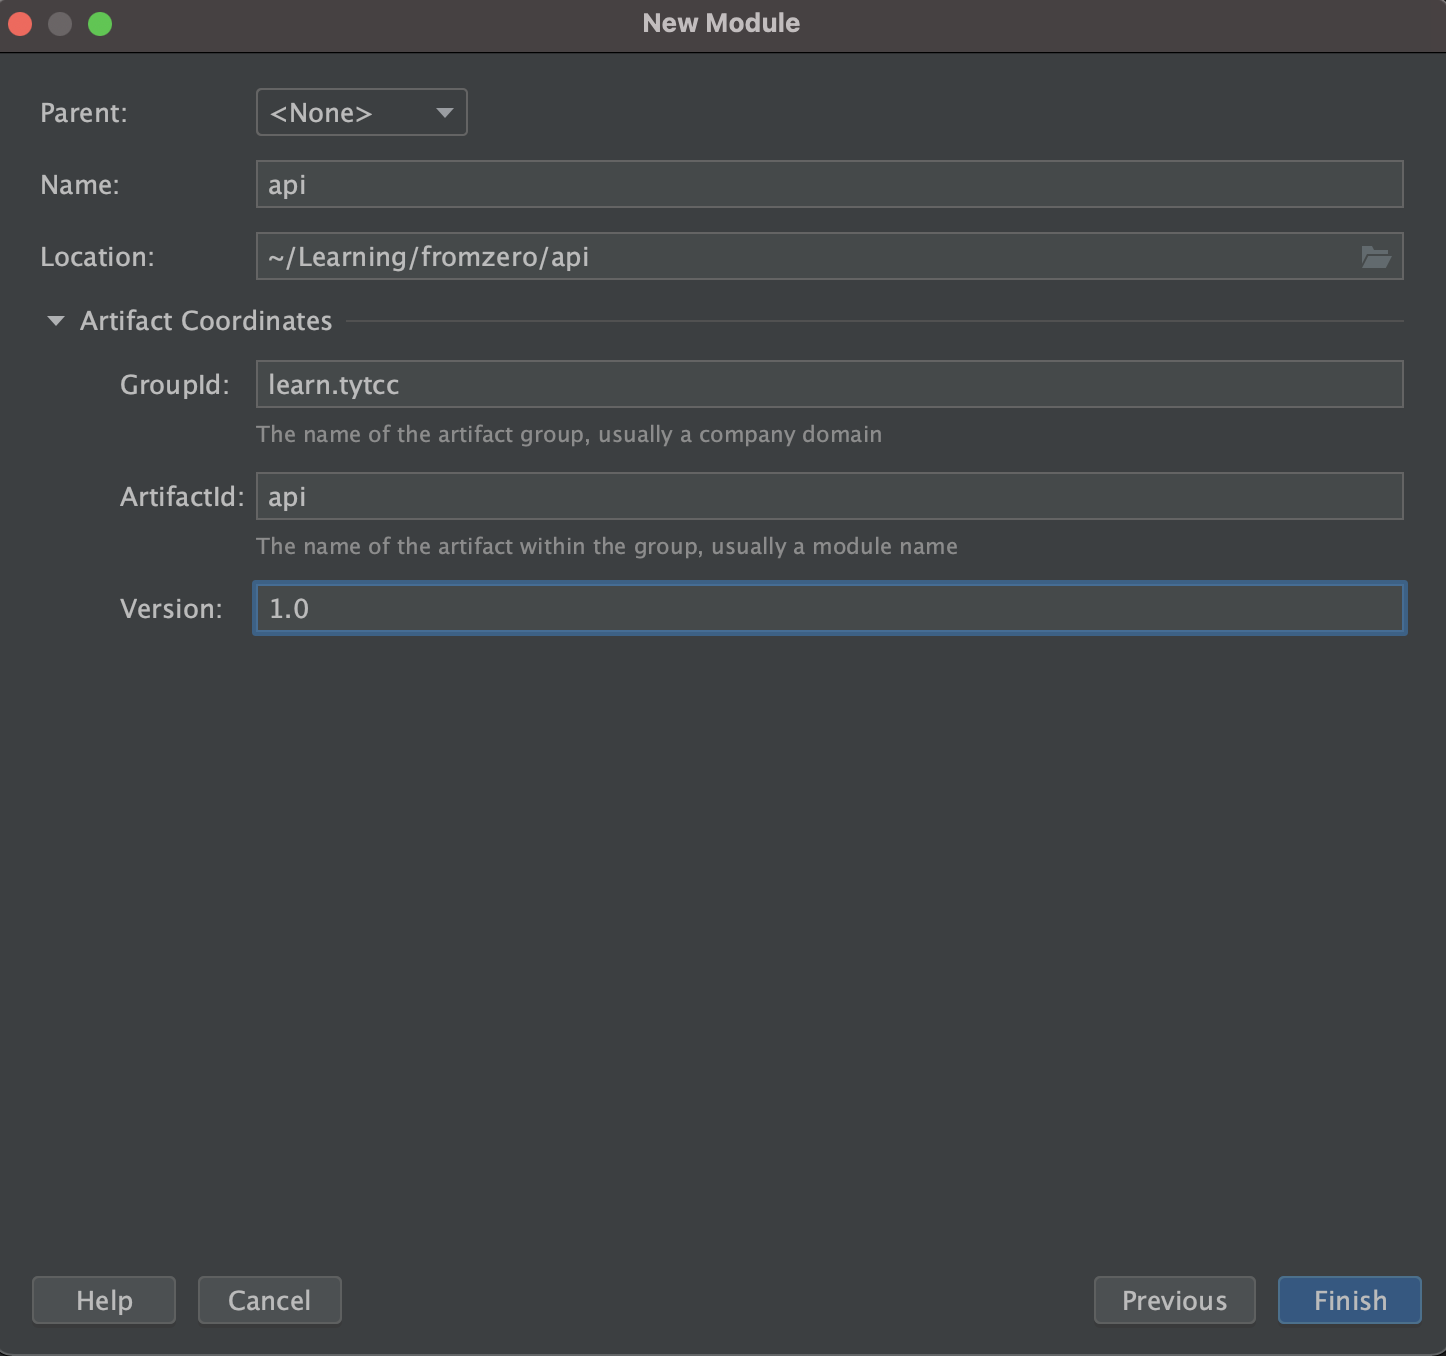 New Module
Parent: <None>
Name: api
Location: ~/Learning/fromzero/api
Artifact Coordinates
GroupId: learn.tytcc
The name of the artifact group, usually a company domain
ArtifactId: api
The name of the artifact within the group, usually a module name
Version: 1.0
Help Cancel Previous Finish